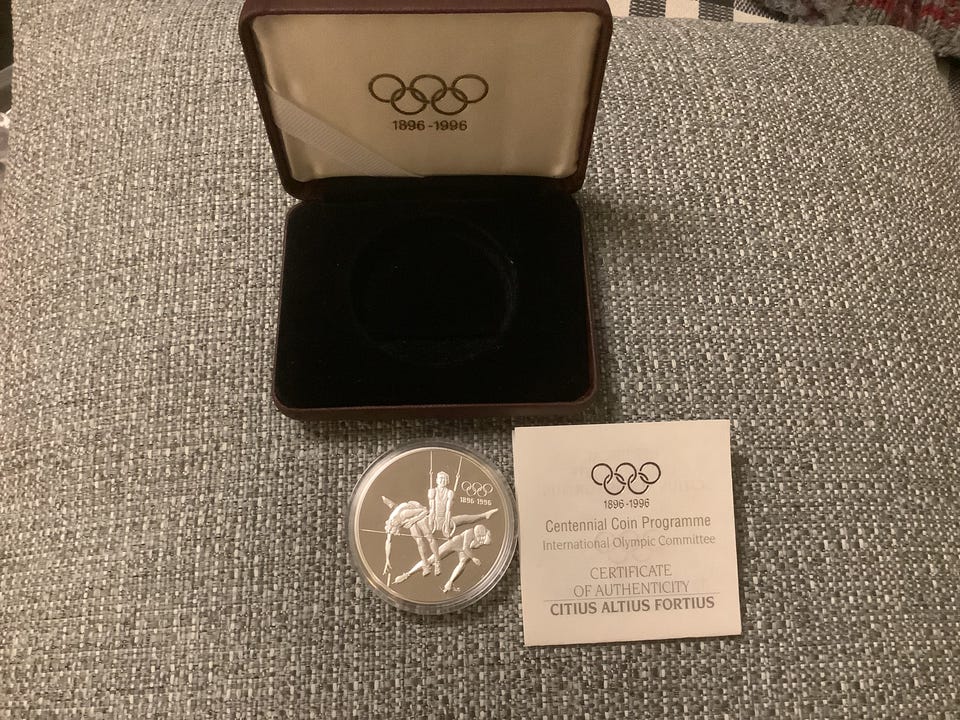 1896-1996
1896-1996
1896-1996
Centennial Coin Programme
International Olympic Committee
CERTIFICATE
OF AUTHENTICITY
CITIUS ALTIUS FORTIUS